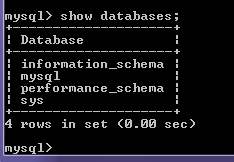 mysql> show databases;
+--------------------+
| Database           |
+--------------------+
| information_schema |
| mysql              |
| performance_schema |
| sys                |
+--------------------+
4 rows in set (0.00 sec)
mysql>